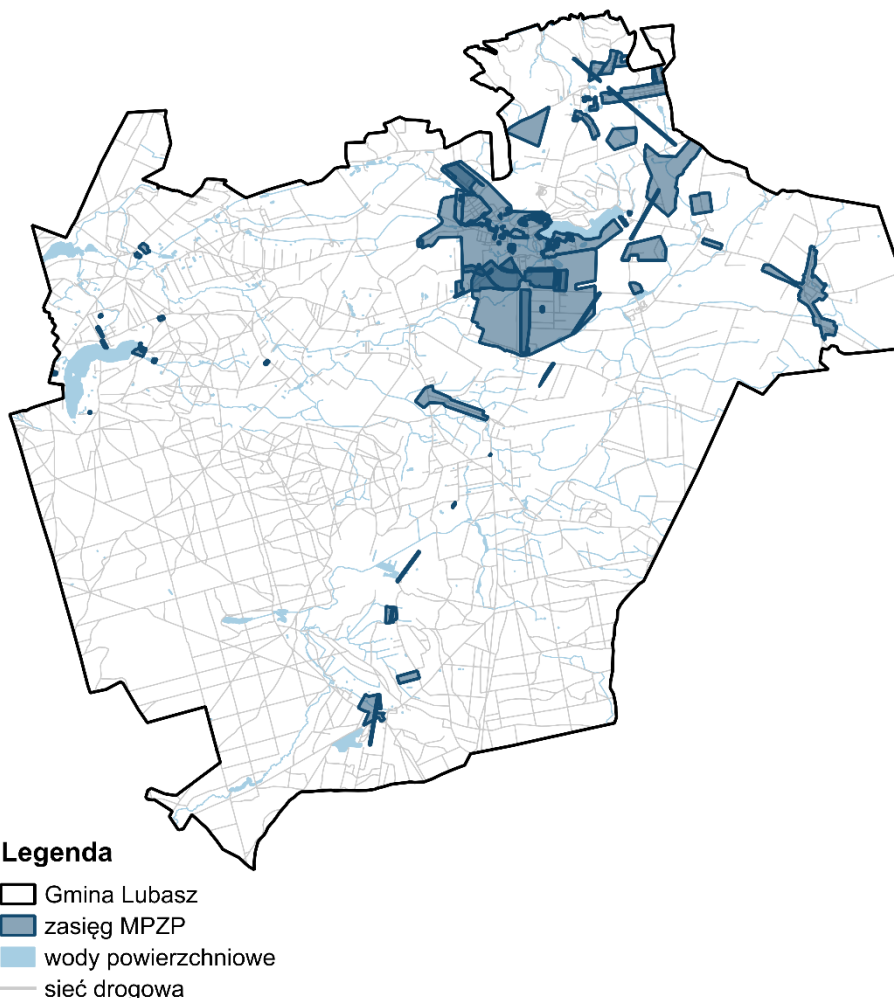 Legenda
Gmina Lubasz
zasięg MPZP
wody powierzchniowe
sieć drogowa